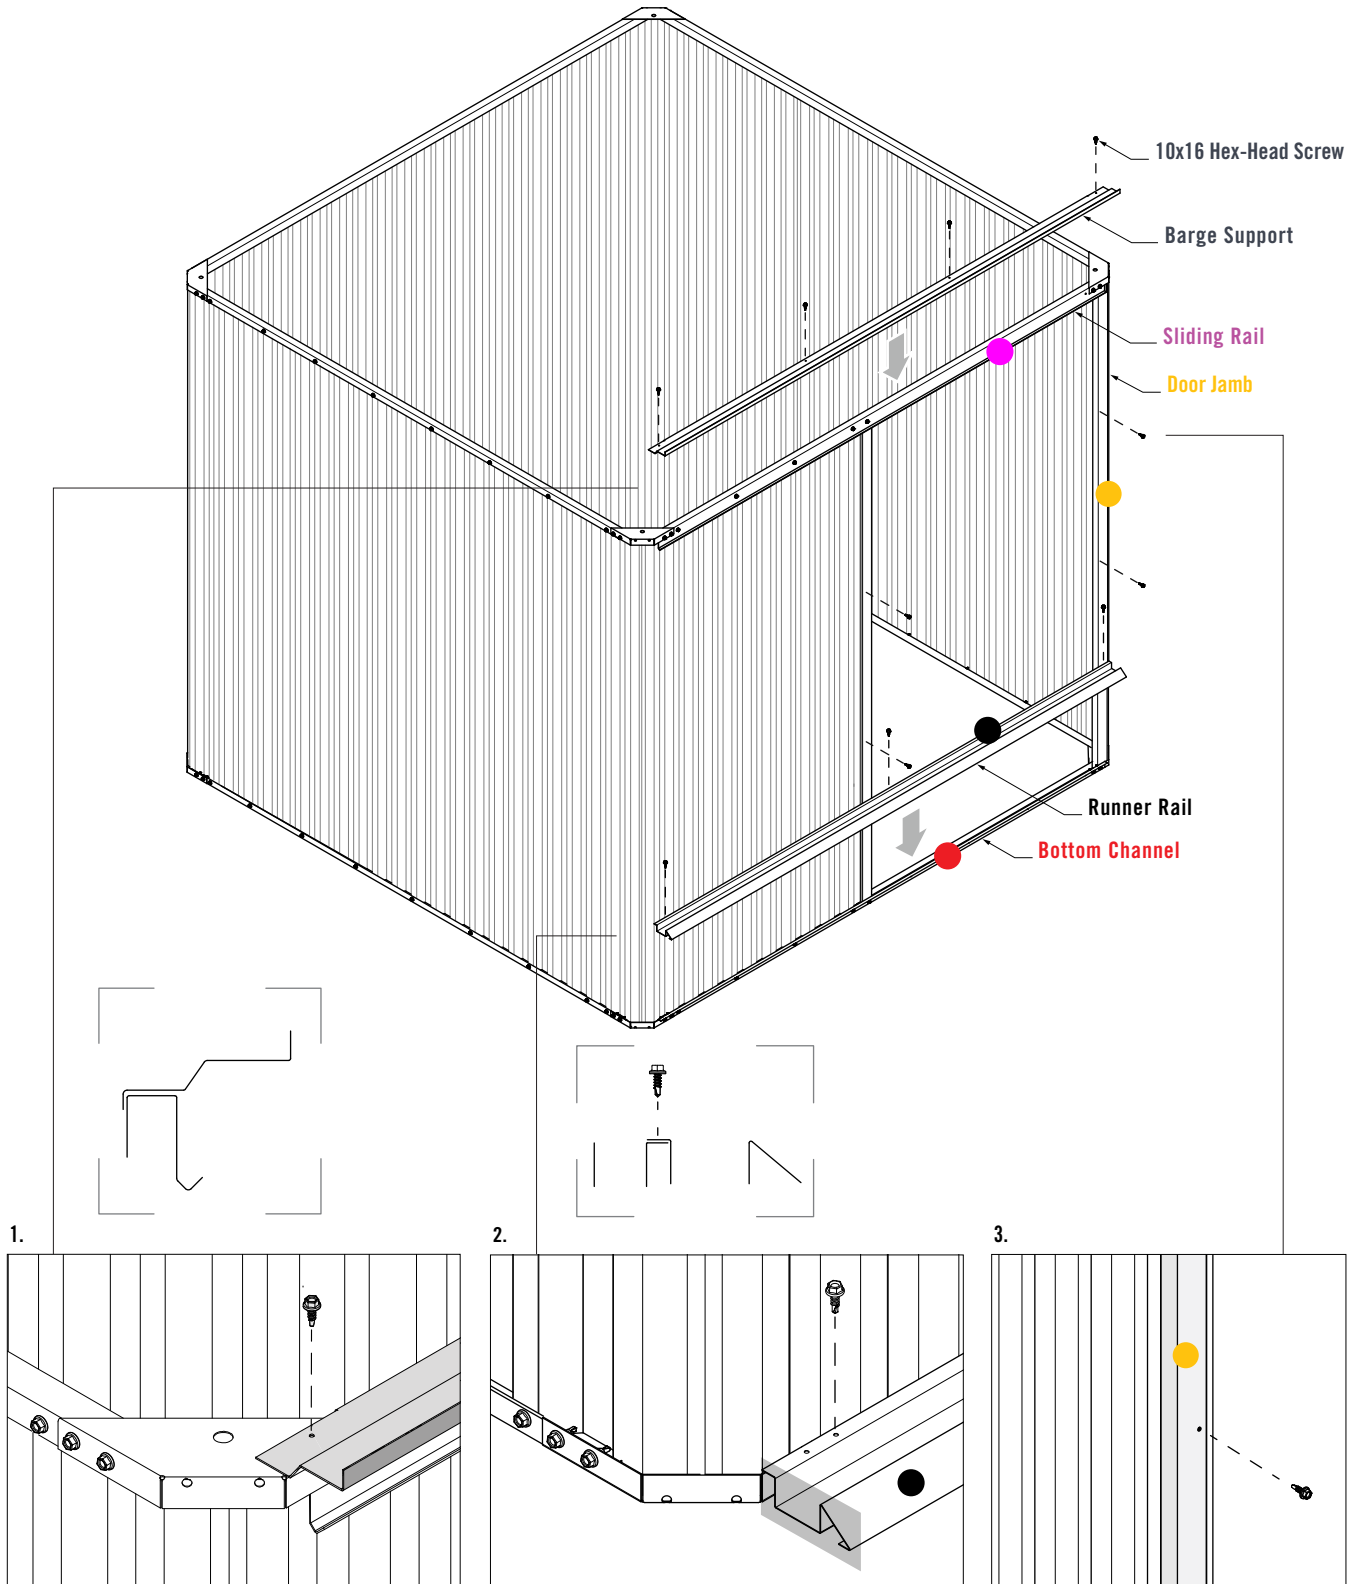 10x16 Hex-Head Screw
Barge Support
Sliding Rail
Door Jamb
Runner Rail
Bottom Channel
1.
2.
3.